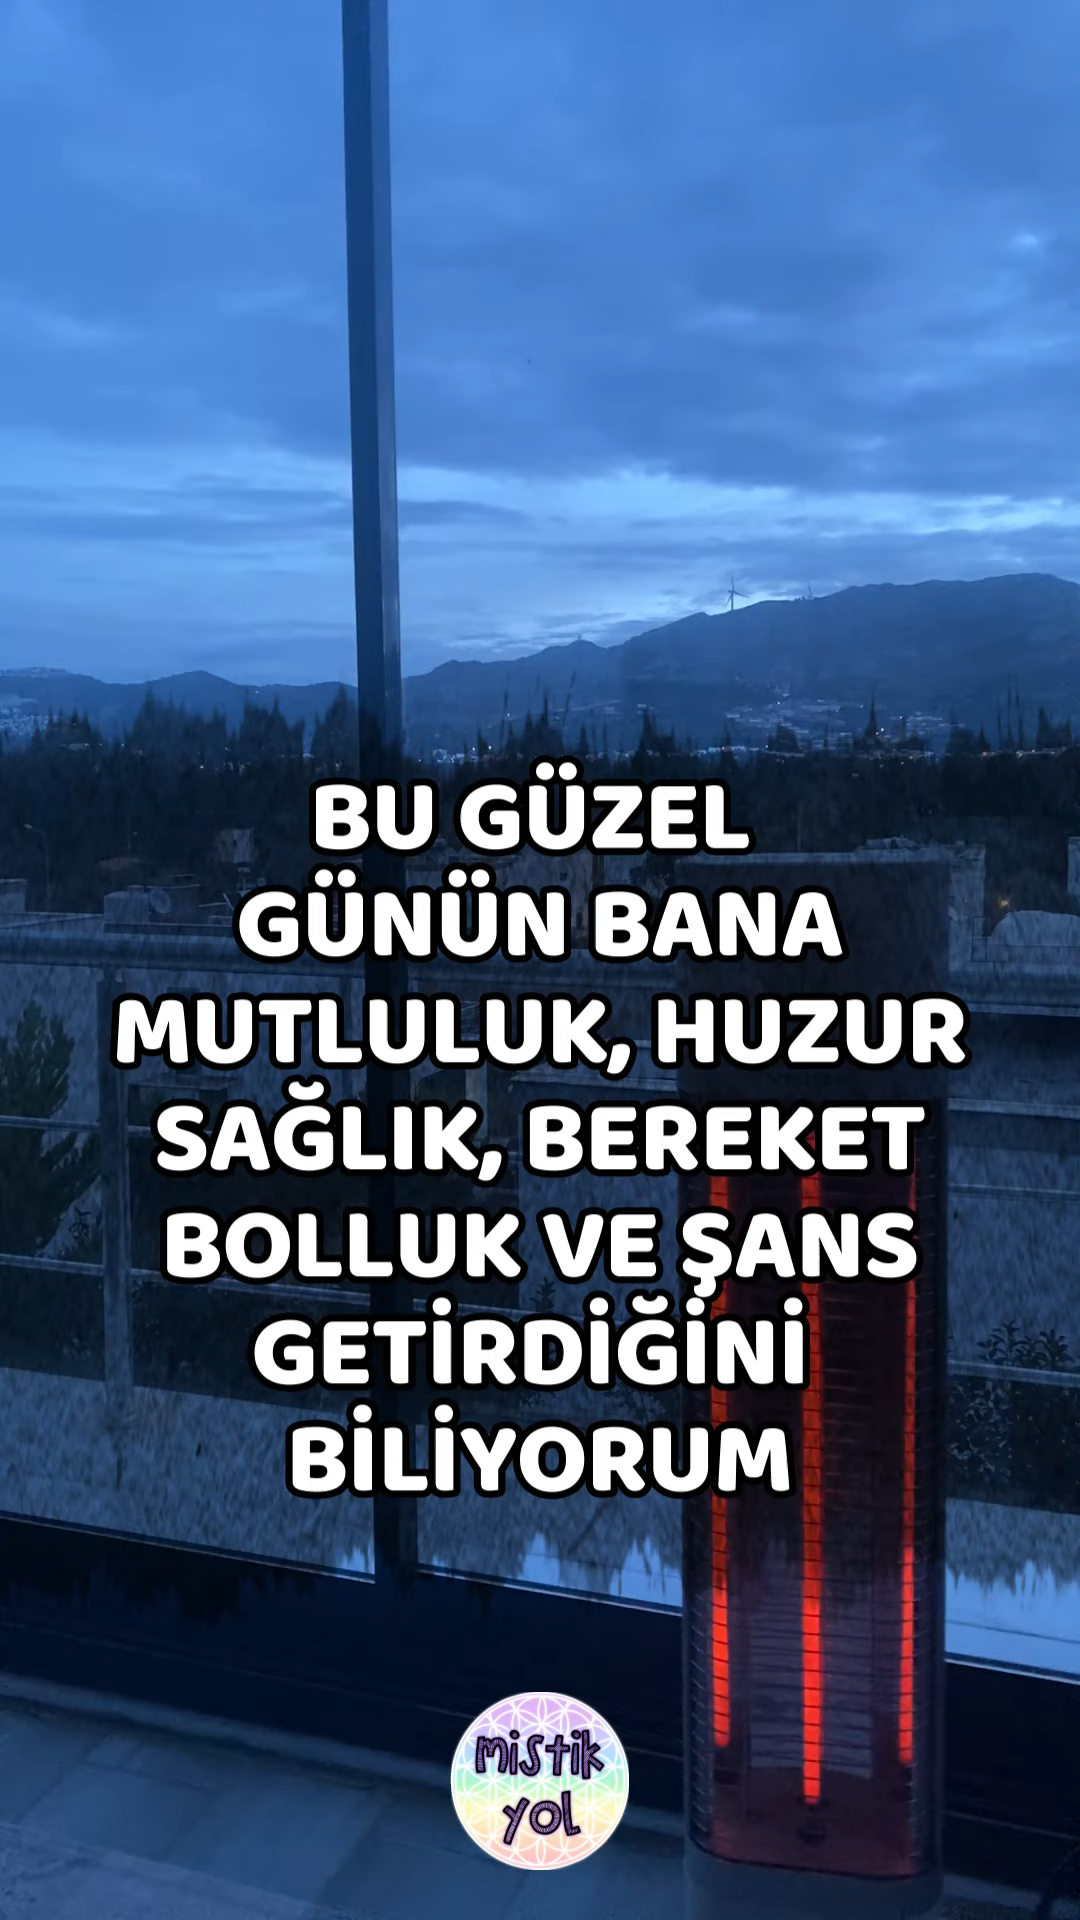 BU GÜZEL
GÜNÜN BANA
MUTLULUK, HUZUR
SAĞLIK, BEREKET
BOLLUK VE ŞANS
GETİRDİĞİNİ
BİLİYORUM
mistik
yol